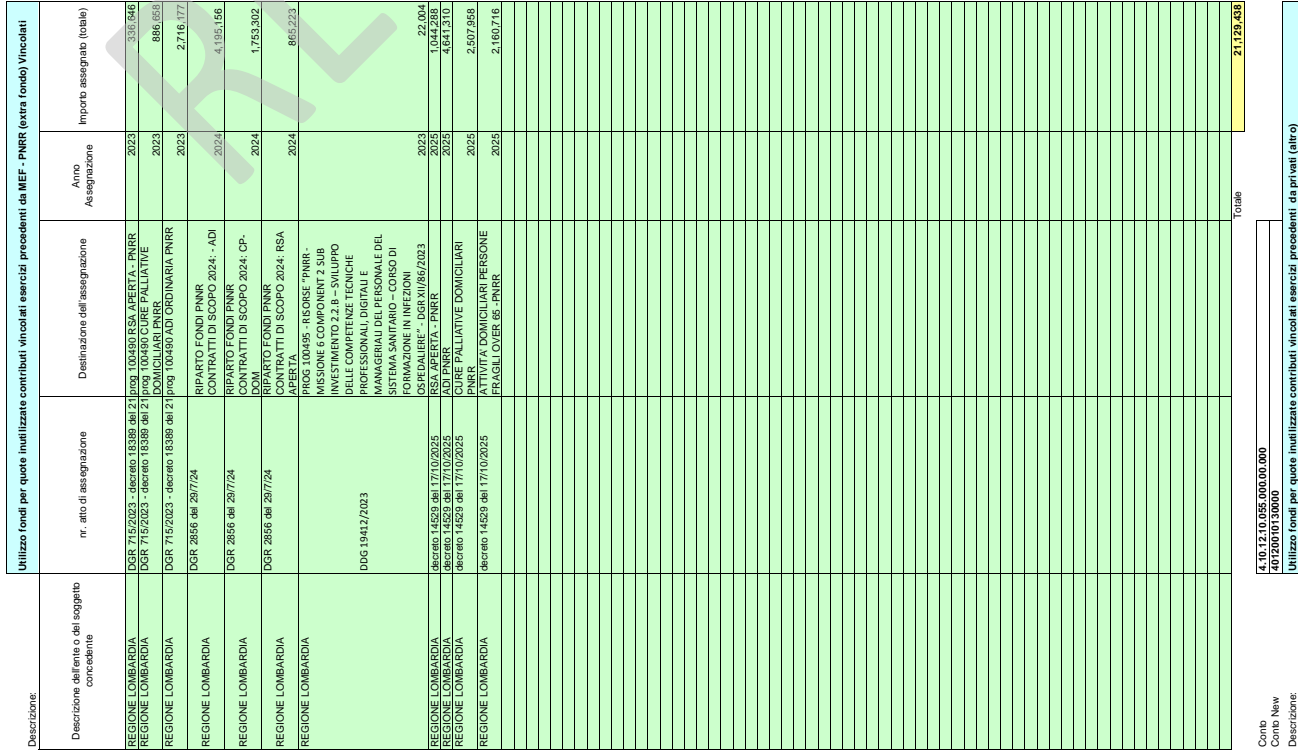 Descrizione:
Utilizzo fondi per quote inutilizzate contributi vincolati esercizi precedenti da MEF - PNRR (extra fondo) Vincolati
Descrizione dell'ente o del soggetto concedente
nr. atto di assegnazione
Destinazione dell'assegnazione
Anno Assegnazione
Importo assegnato (totale)
REGIONE LOMBARDIA DGR 715/2023 - decreto 18389 del 21 prog 100490 RSA APERTA - PNRR 2023 336,646
REGIONE LOMBARDIA DGR 715/2023 - decreto 18389 del 21 prog 100490 CURE PALLIATIVE
DOMICILIARI PNRR 2023 886,658
REGIONE LOMBARDIA DGR 715/2023 - decreto 18389 del 21 prog 100490 ADI ORDINARIA PNRR 2023 2,716,177
REGIONE LOMBARDIA DGR 2856 del 29/7/24 RIPARTO FONDI PNNR
CONTRATTI DI SCOPO 2024: - ADI 2024 4,195,156
REGIONE LOMBARDIA DGR 2856 del 29/7/24 RIPARTO FONDI PNNR
CONTRATTI DI SCOPO 2024: CP-
DOM 2024 1,753,302
REGIONE LOMBARDIA DGR 2856 del 29/7/24 RIPARTO FONDI PNNR
CONTRATTI DI SCOPO 2024: RSA
APERTA 2024 865,223
REGIONE LOMBARDIA DDG 19412/2023 PROG 100495 - RISORSE "PNRR -
MISSIONE 6 COMPONENT 2 SUB
INVESTIMENTO 2.2.B – SVILUPPO
DELLE COMPETENZE TECNICHE
PROFESSIONALI, DIGITALI E
MANAGERIALI DEL PERSONALE DEL
SISTEMA SANITARIO – CORSO DI
FORMAZIONE IN INFEZIONI
OSPEDALIERE" - DGR XII/86/2023 2023 22,004
REGIONE LOMBARDIA decreto 14529 del 17/10/2025 RSA APERTA - PNRR 2025 1,044,288
REGIONE LOMBARDIA decreto 14529 del 17/10/2025 ADI PNRR 2025 4,641,310
REGIONE LOMBARDIA decreto 14529 del 17/10/2025 CURE PALLIATIVE DOMICILIARI
PNRR 2025 2,507,958
REGIONE LOMBARDIA decreto 14529 del 17/10/2025 ATTIVITA' DOMICILIARI PERSONE
FRAGILI OVER 65 -PNRR 2025 2,160,716
Totale 21,129,438
Conto 4.10.12.10.055.000.00.000
Conto New 40120010130000
Descrizione: Utilizzo fondi per quote inutilizzate contributi vincolati esercizi precedenti da privati (altro)